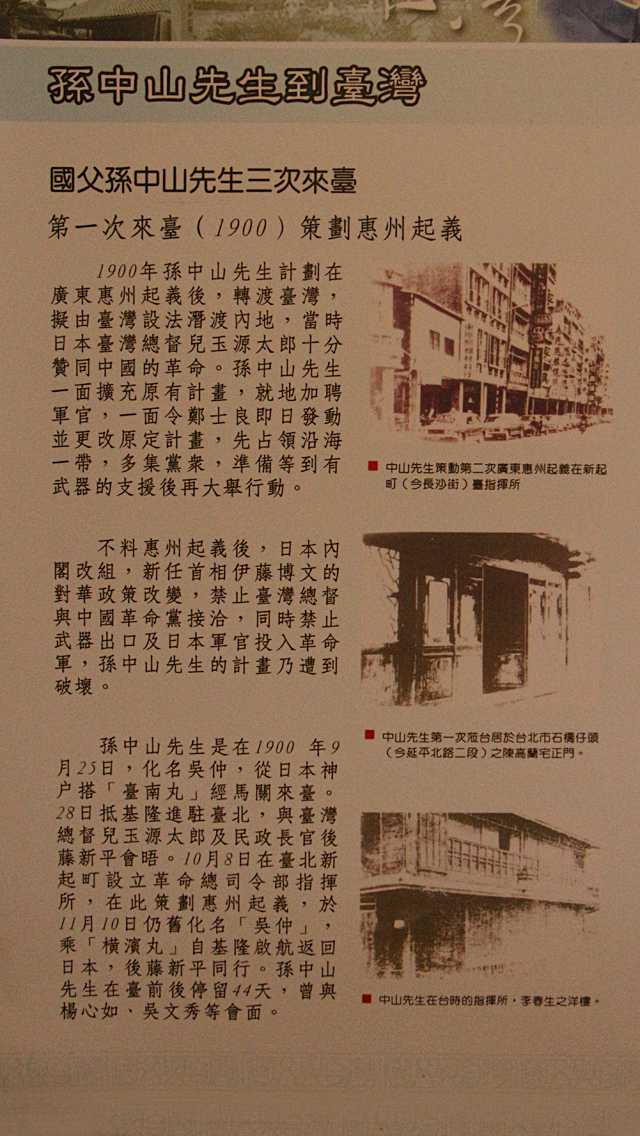 孫中山先生到臺灣
國父孫中山先生三次來臺
第一次來臺（1900）策劃惠州起義
1900年孫中山先生計劃在
廣東惠州起義後，轉渡臺灣，
擬由臺灣設法潛渡內地，當時
日本臺灣總督兒玉源太郎十分
贊同中國的革命。孫中山先生
一面擴充原有計畫，就地加聘
軍官，一面令鄭士良即日發動
並更改原定計畫，先占領沿海
一帶，多集黨眾，準備等到有
武器的支援後再大舉行動。
不料惠州起義後，日本內
閣改組，新任首相伊藤博文的
對華政策改變，禁止臺灣總督
與中國革命黨接洽，同時禁止
武器出口及日本軍官投入革命
軍，孫中山先生的計畫乃遭到
破壞。
孫中山先生是在1900 年9
月25日，化名吳仲，從日本神
户搭「臺南丸」經馬關來臺。
28日抵基隆進駐臺北，與臺灣
總督兒玉源太郎及民政長官後
藤新平會晤。10月8日在臺北新
起町設立革命總司令部指揮
所，在此策劃惠州起義，於
11月10日仍舊化名「吳仲」，
乘「橫濱丸」自基隆啟航返回
日本，後藤新平同行。孫中山
先生在臺前後停留44天，曾與
楊心如、吳文秀等會面。
中山先生策動第二次廣東惠州起義在新起
町（今長沙街）臺指揮所
中山先生第一次蒞台居於台北市石橋仔頭
（今延平北路二段）之陳高蘭宅正門。
中山先生在台時的指揮所，李春生之洋樓。